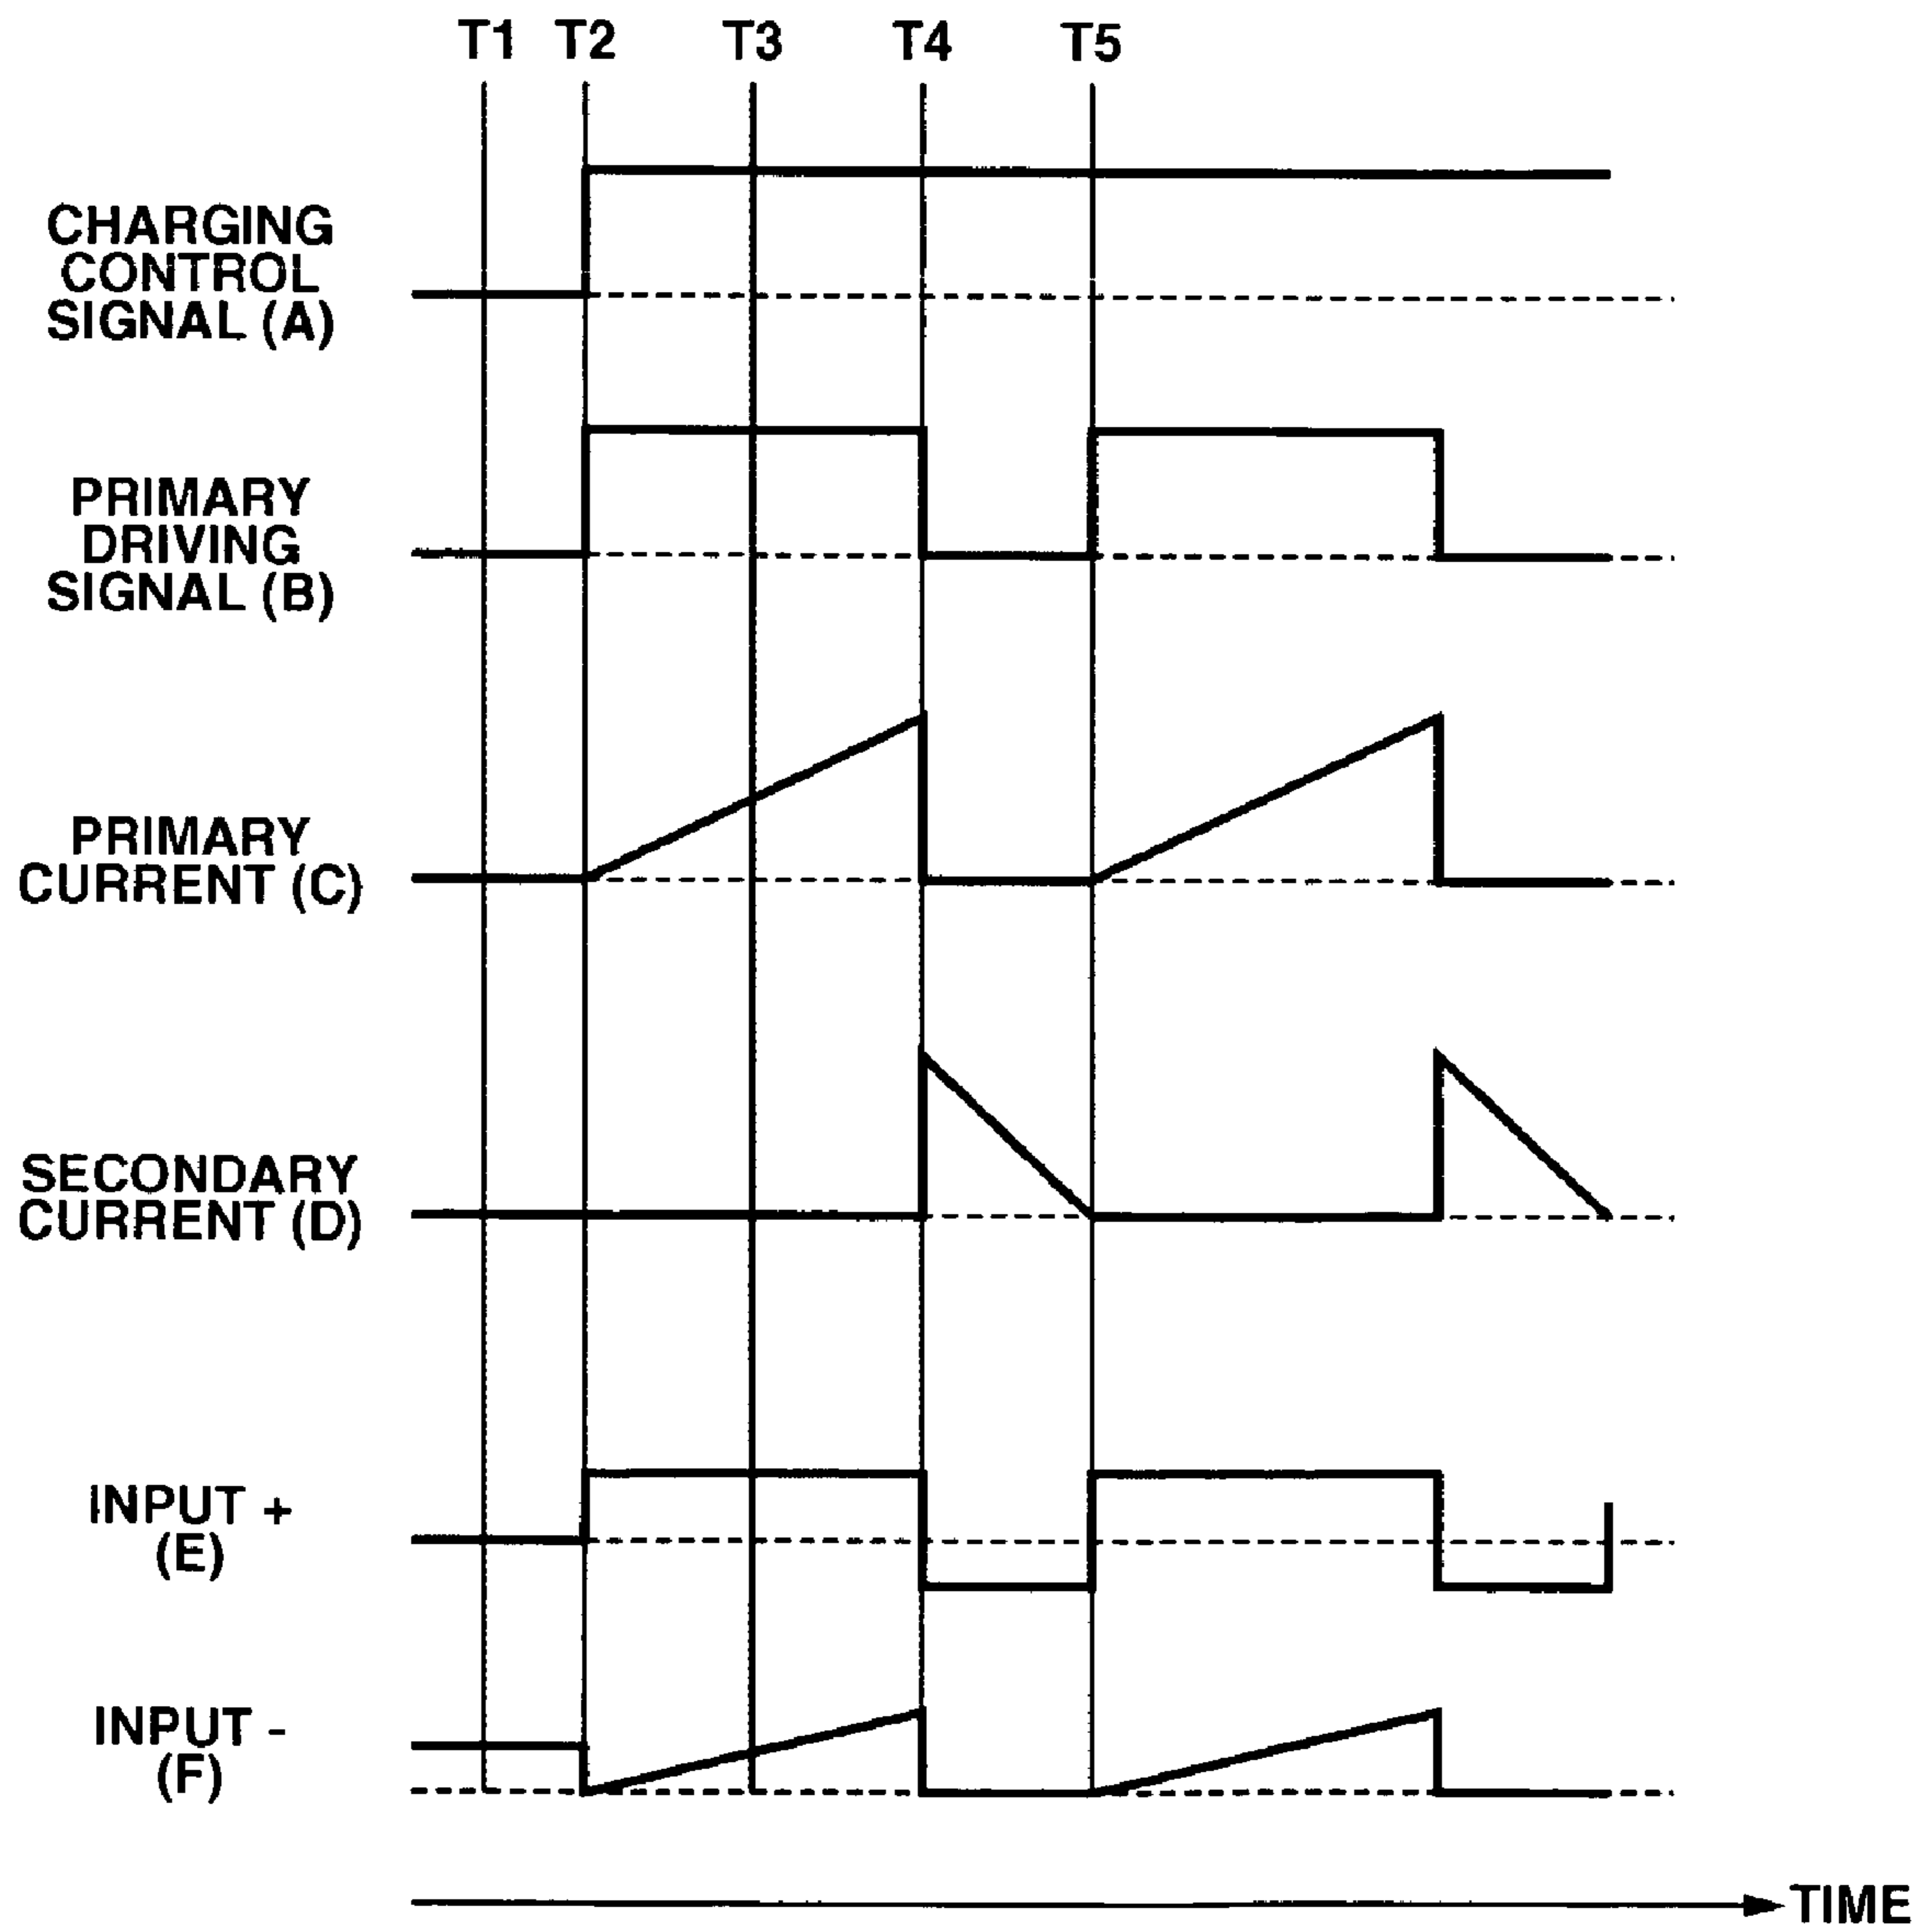 T1 T2 T3 T4 T5
CHARGING
CONTROL
SIGNAL (A)
PRIMARY
DRIVING
SIGNAL (B)
PRIMARY
CURRENT (C)
SECONDARY
CURRENT (D)
INPUT +
(E)
INPUT -
(F)
TIME